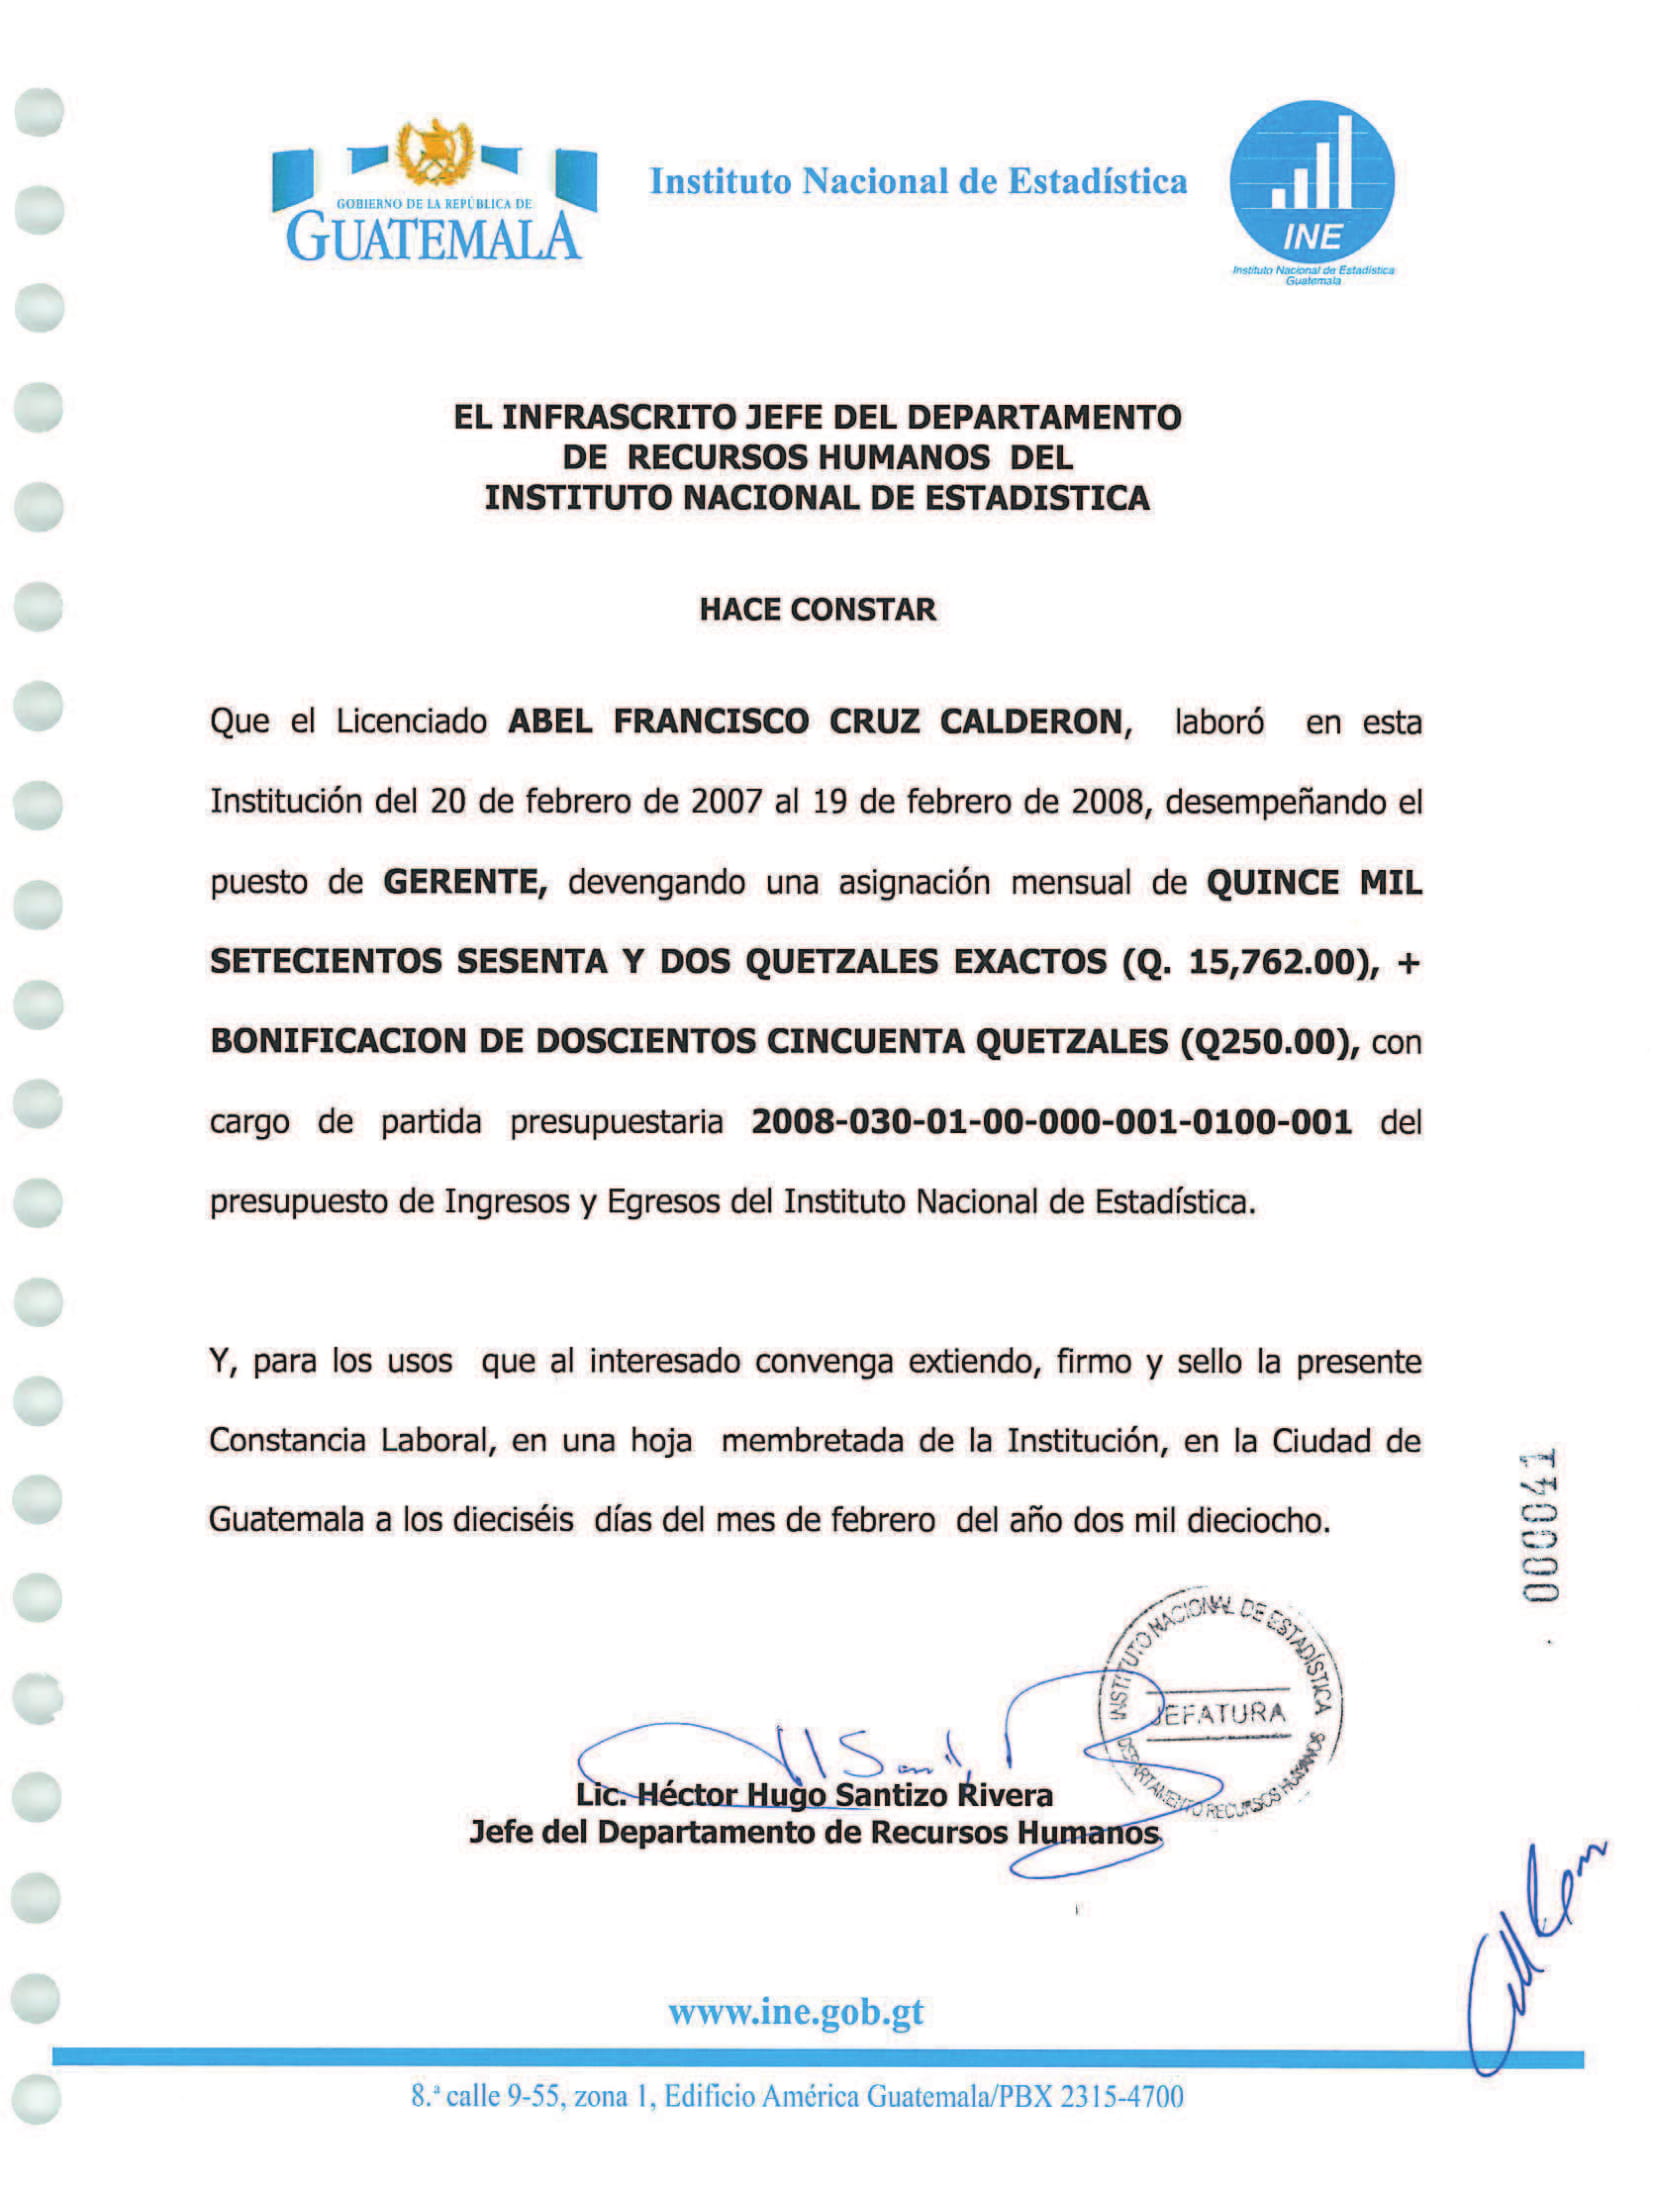 GOBIERNO DE LA REPÚBLICA DE
GUATEMALA
Instituto Nacional de Estadística
INE
Instituto Nacional de Estadística
Guatemala
EL INFRASCRITO JEFE DEL DEPARTAMENTO
DE RECURSOS HUMANOS DEL
INSTITUTO NACIONAL DE ESTADISTICA
HACE CONSTAR
Que el Licenciado ABEL FRANCISCO CRUZ CALDERON, laboró en esta
Institución del 20 de febrero de 2007 al 19 de febrero de 2008, desempeñando el
puesto de GERENTE, devengando una asignación mensual de QUINCE MIL
SETECIENTOS SESENTA Y DOS QUETZALES EXACTOS (Q. 15,762.00), +
BONIFICACION DE DOSCIENTOS CINCUENTA QUETZALES (Q250.00), con
cargo de partida presupuestaria 2008-030-01-00-000-001-0100-001 del
presupuesto de Ingresos y Egresos del Instituto Nacional de Estadística.
Y, para los usos que al interesado convenga extiendo, firmo y sello la presente
Constancia Laboral, en una hoja membretada de la Institución, en la Ciudad de
Guatemala a los dieciséis días del mes de febrero del año dos mil dieciocho.
000041
INSTITUTO NACIONAL DE ESTADÍSTICA
JEFATURA
DEPARTAMENTO RECURSOS HUMANOS
Lic. Héctor Hugo Santizo Rivera
Jefe del Departamento de Recursos Humanos
www.ine.gob.gt
8.ª calle 9-55, zona 1, Edificio América Guatemala/PBX 2315-4700